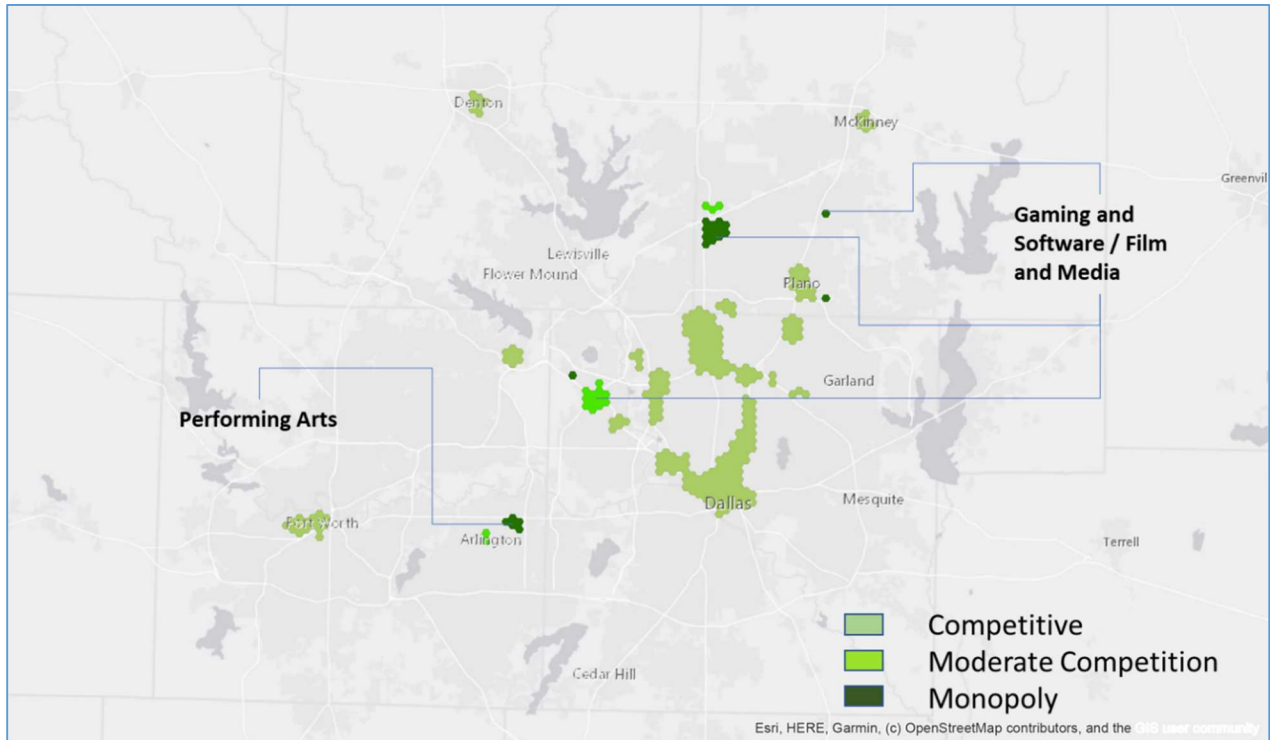 Denton
McKinney
Greenvil
Gaming and
Software / Film
and Media
Lewisville
Flower Mound
Plano
Garland
Performing Arts
Dallas
Mesquite
Fort Worth
Arlington
Terrell
Competitive
Moderate Competition
Cedar Hill
Monopoly
Esri, HERE, Garmin, (c) OpenStreetMap contributors, and the GIS user community